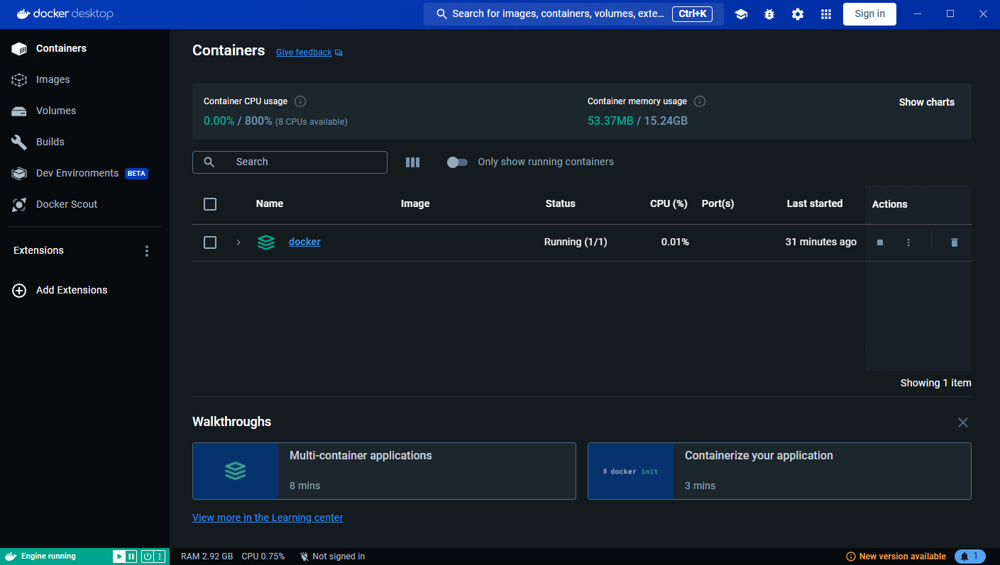 docker desktop
Search for images, containers, volumes, exte... Ctrl+K
Sign in
Containers
Images
Volumes
Builds
Dev Environments BETA
Docker Scout
Extensions
Add Extensions
Containers Give feedback
Container CPU usage
0.00% / 800% (8 CPUs available)
Container memory usage
53.37MB / 15.24GB
Show charts
Search
Only show running containers
Name Image Status CPU (%) Port(s) Last started Actions
docker Running (1/1) 0.01% 31 minutes ago
Showing 1 item
Walkthroughs
Multi-container applications
8 mins
$ docker init
Containerize your application
3 mins
View more in the Learning center
Engine running
RAM 2.92 GB CPU 0.75% Not signed in
New version available 1